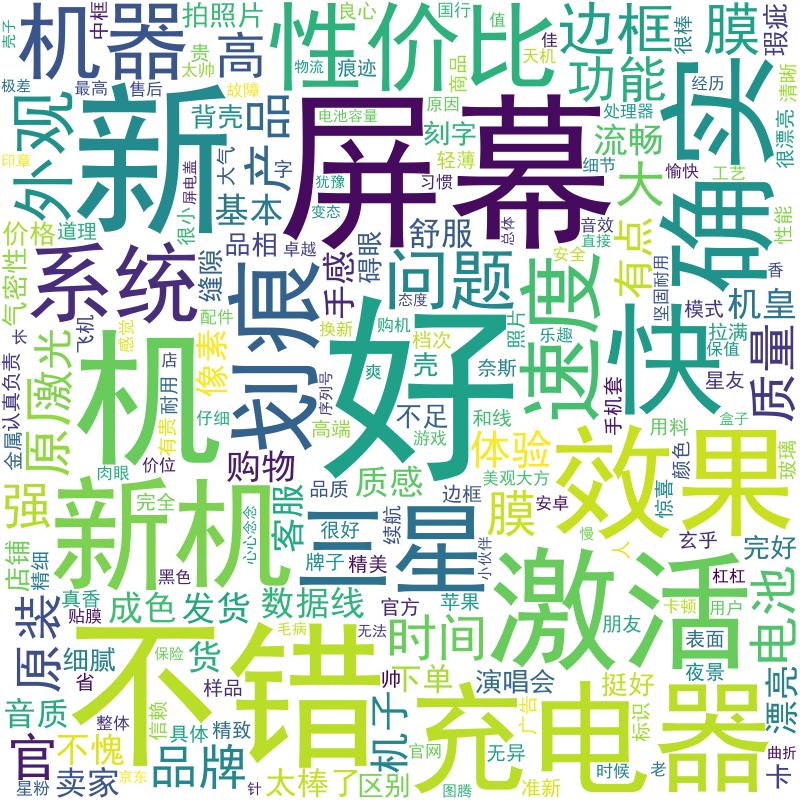 壳子
中框
拍照片
良心
国行
值
佳
边框
很棒
膜
瑕疵
机器
贵
太帅
高
性价比
天机
功能
清晰
极差
最高
售后
故障
物流
痕迹
商品
处理器
经历
很漂亮
外观
新
背壳
电池容量
屏幕
原因
刻字
流畅
确实
印章
大气
产品
字
屏电盖
犹豫
轻薄
习惯
细节
愉快
工艺
大
价格
道理
很小
基本
变态
舒服
总体
音效
直接
有点
性能
气密性
系统
品相
卓越
缝隙
手感
碍眼
问题
安全
速度
香
坚固耐用
卡
飞机
配件
划痕
态度
照片
模式
机皇
金属认真负责
原厂激光
感觉
机
耐用
后
像素
换新
购机
档次
乐趣
快
拉满
保值
质量
序列号
爽
好
壳
奈斯
手机套
星友
有贵
仔细
不足
和线
用料
盒子
肉眼
价位
购物
高端
游戏
体验
效果
颜色
玻璃
强
新机
完全
心心念念
客服
品质
质感
美观大方
边框
膜
安卓
惊喜
店铺
精细
很好
牌子
三星
续航
小伙伴
激活
慢
人
玄乎
完好
原装
黑色
精美
杠杠
真香
贴膜
成色
发货
数据线
官方
苹果
朋友
卡顿
用户
电池
细腻
不错
毛病
无法
时间
表面
省
保险
货
样品
帅
下单
演唱会
挺好
夜景
漂亮
音质
整体
信赖
具体
精致
机子
充电器
广告
标识
官
不愧
品牌
官网
无异
曲折
星粉
卖家
京东
针
太棒了
区别
图腾
准新
时候
老
卡